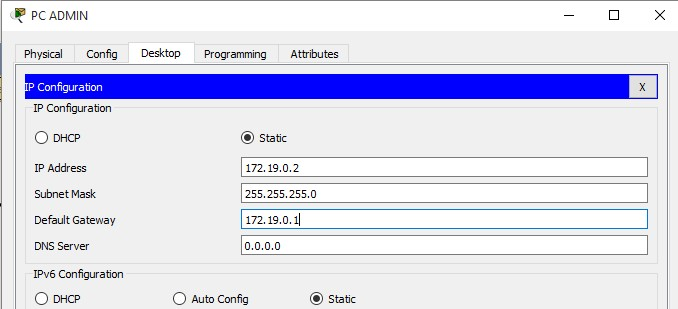 PC ADMIN
Physical Config Desktop Programming Attributes
IP Configuration X
IP Configuration
DHCP Static
IP Address 172.19.0.2
Subnet Mask 255.255.255.0
Default Gateway 172.19.0.1
DNS Server 0.0.0.0
IPv6 Configuration
DHCP Auto Config Static